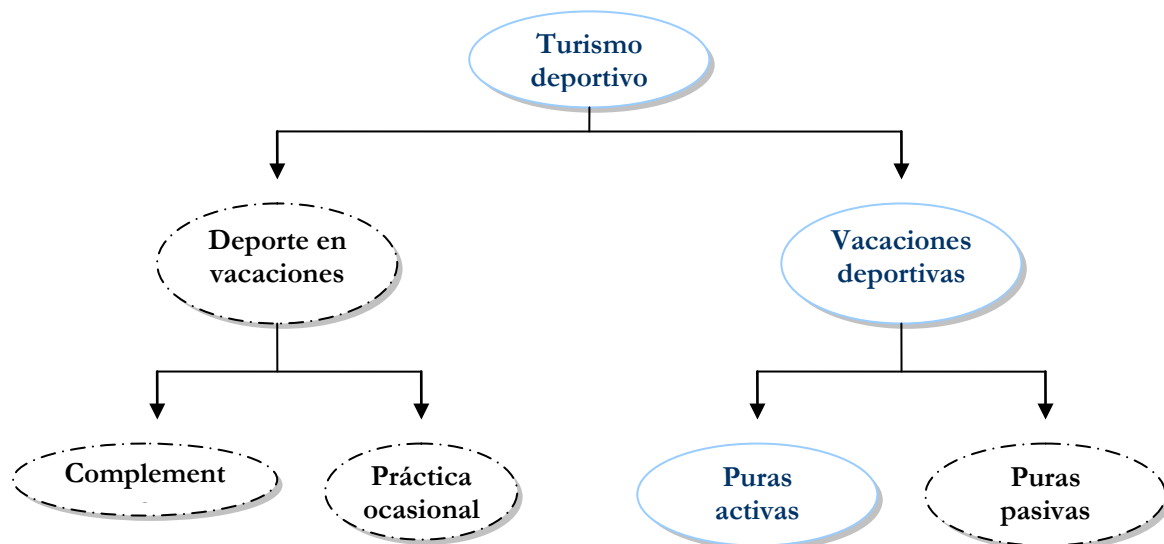 Turismo
deportivo
Deporte en
vacaciones
Vacaciones
deportivas
Complement
Práctica
ocasional
Puras
activas
Puras
pasivas